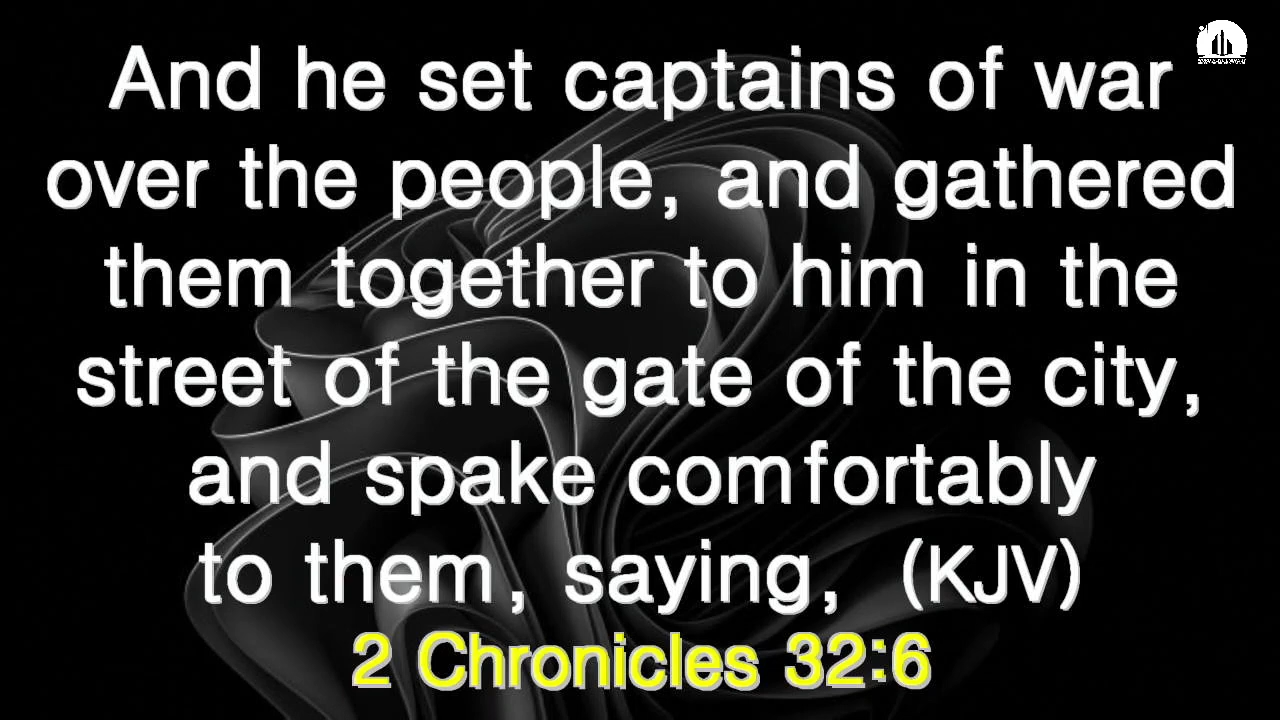 And he set captains of war
over the people, and gathered
them together to him in the
street of the gate of the city,
and spake comfortably
to them, saying, (KJV)
2 Chronicles 32:6